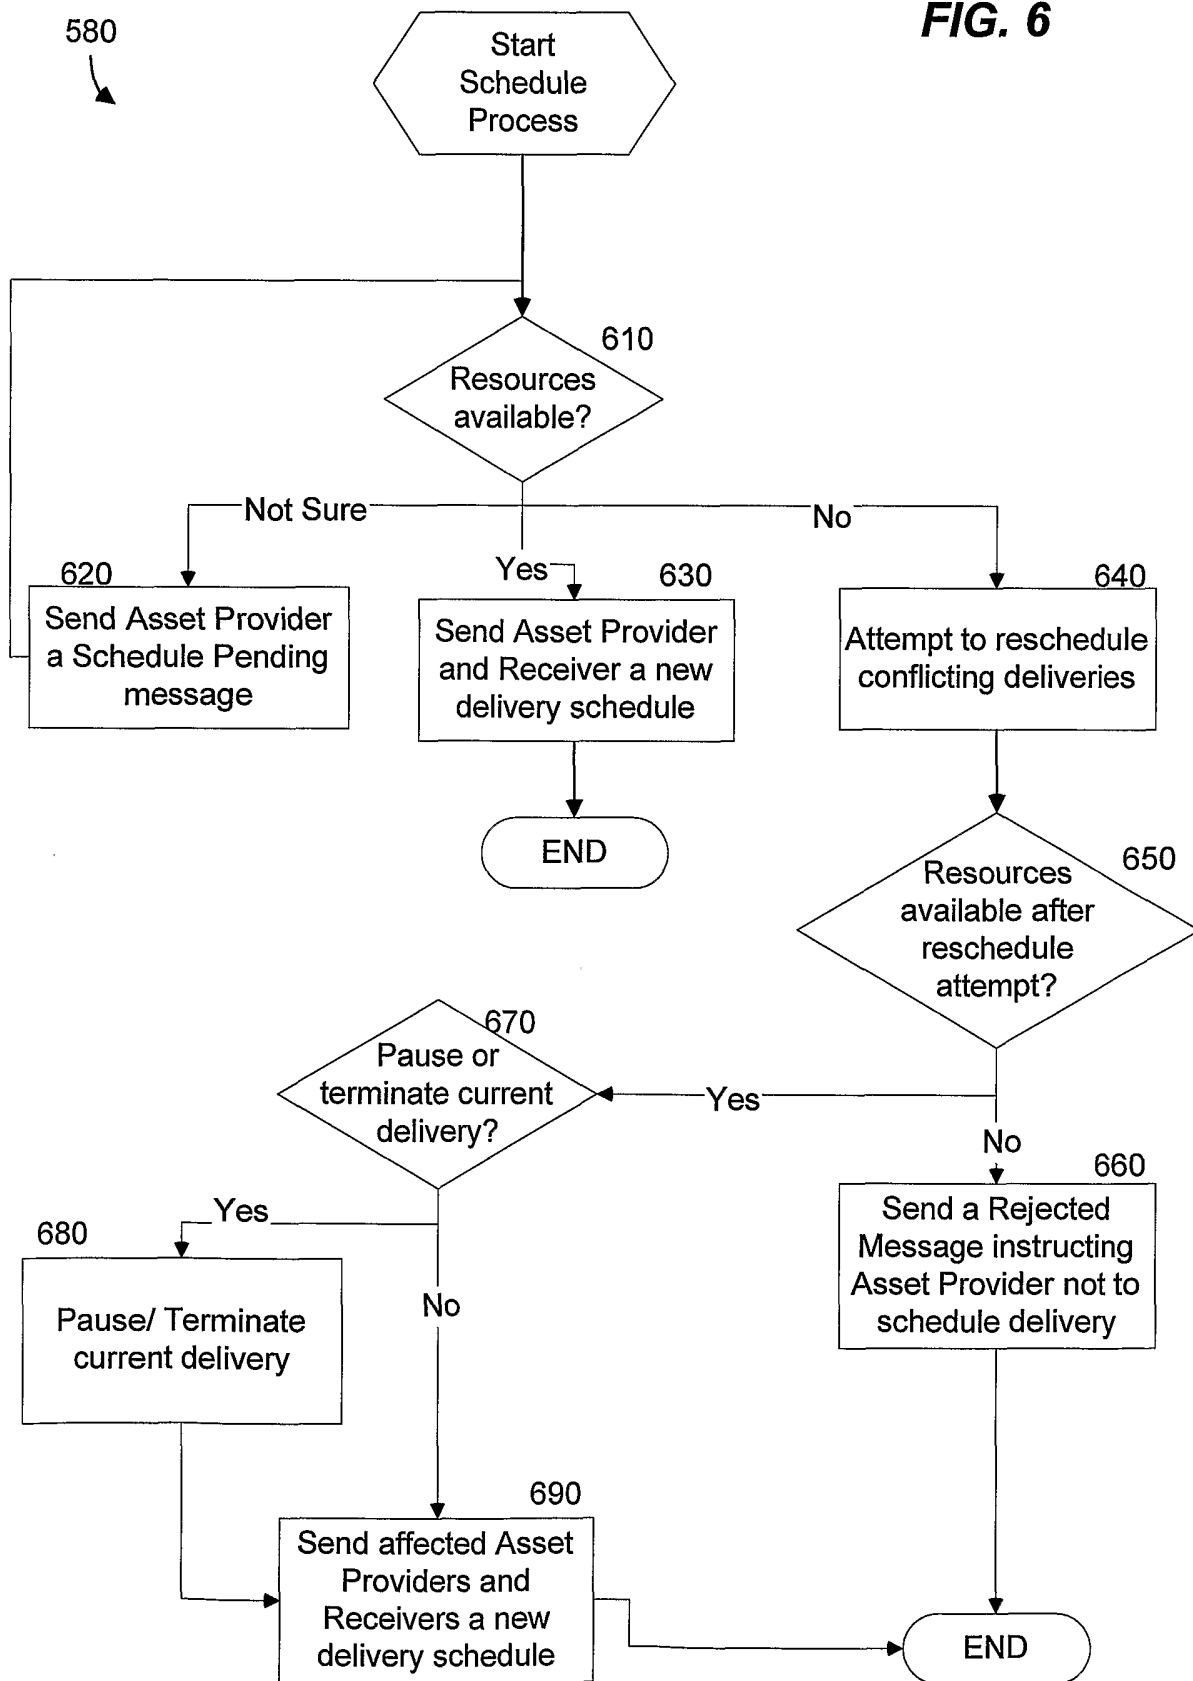 580
FIG. 6
Start
Schedule
Process
610
Resources
available?
Not Sure
Yes
No
620
Send Asset Provider
a Schedule Pending
message
630
Send Asset Provider
and Receiver a new
delivery schedule
640
Attempt to reschedule
conflicting deliveries
END
650
Resources
available after
reschedule
attempt?
670
Pause or
terminate current
delivery?
Yes
No
660
Send a Rejected
Message instructing
Asset Provider not to
schedule delivery
Yes
No
680
Pause/ Terminate
current delivery
690
Send affected Asset
Providers and
Receivers a new
delivery schedule
END